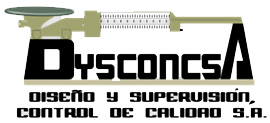 DYSCONCSA
DISEÑO Y SUPERVISIÓN,
CONTROL DE CALIDAD S.A.